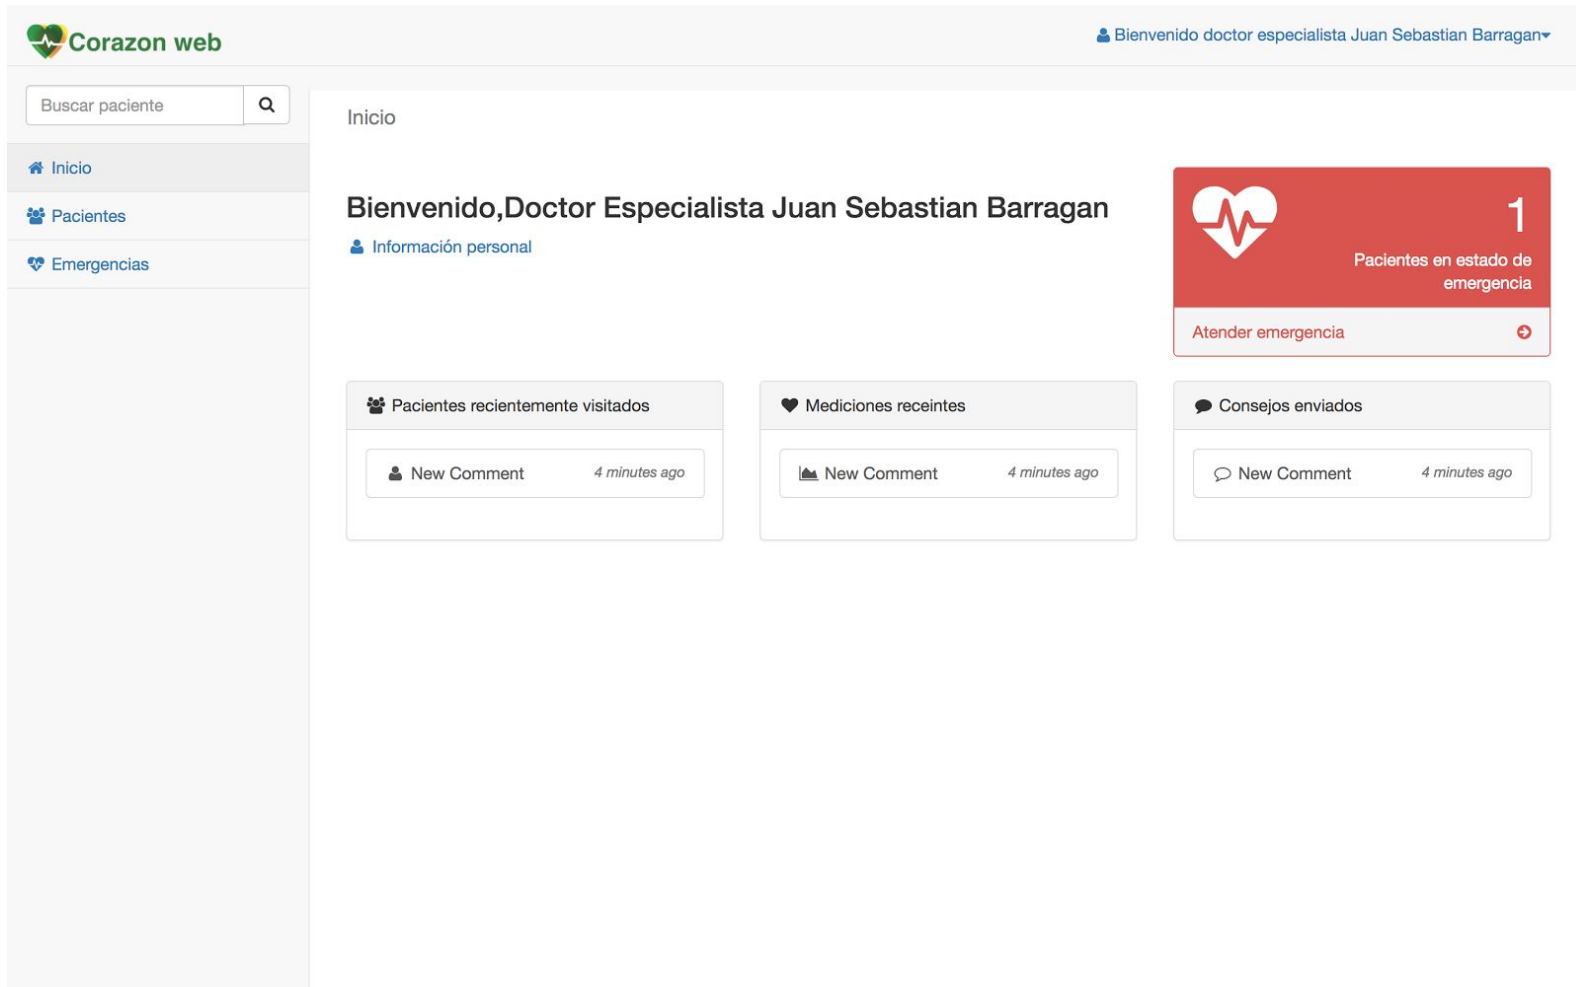 Corazon web
Bienvenido doctor especialista Juan Sebastian Barragan
Buscar paciente
Inicio
Pacientes
Emergencias
Inicio
Bienvenido,Doctor Especialista Juan Sebastian Barragan
Información personal
1
Pacientes en estado de
emergencia
Atender emergencia
Pacientes recientemente visitados
New Comment 4 minutes ago
Mediciones receintes
New Comment 4 minutes ago
Consejos enviados
New Comment 4 minutes ago